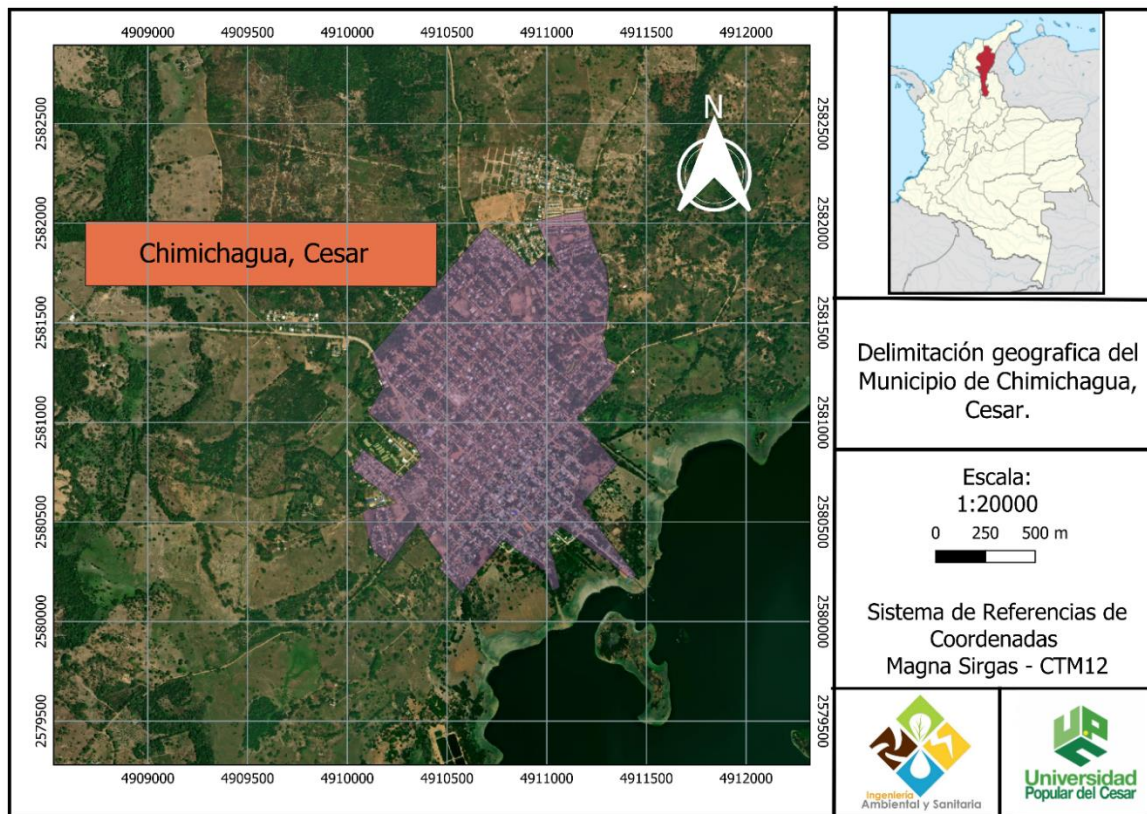 4909000 4909500 4910000 4910500 4911000 4911500 4912000
2582500 2582500
N
2582000 2582000
Chimichagua, Cesar
2581500 2581500
2581000 2581000
2580500 2580500
2580000 2580000
2579500 2579500
4909000 4909500 4910000 4910500 4911000 4911500 4912000
Delimitación geografica del
Municipio de Chimichagua,
Cesar.
Escala:
1:20000
0 250 500 m
Sistema de Referencias de
Coordenadas
Magna Sirgas - CTM12
Ingeniería
Ambiental y Sanitaria
UPC
Universidad
Popular del Cesar